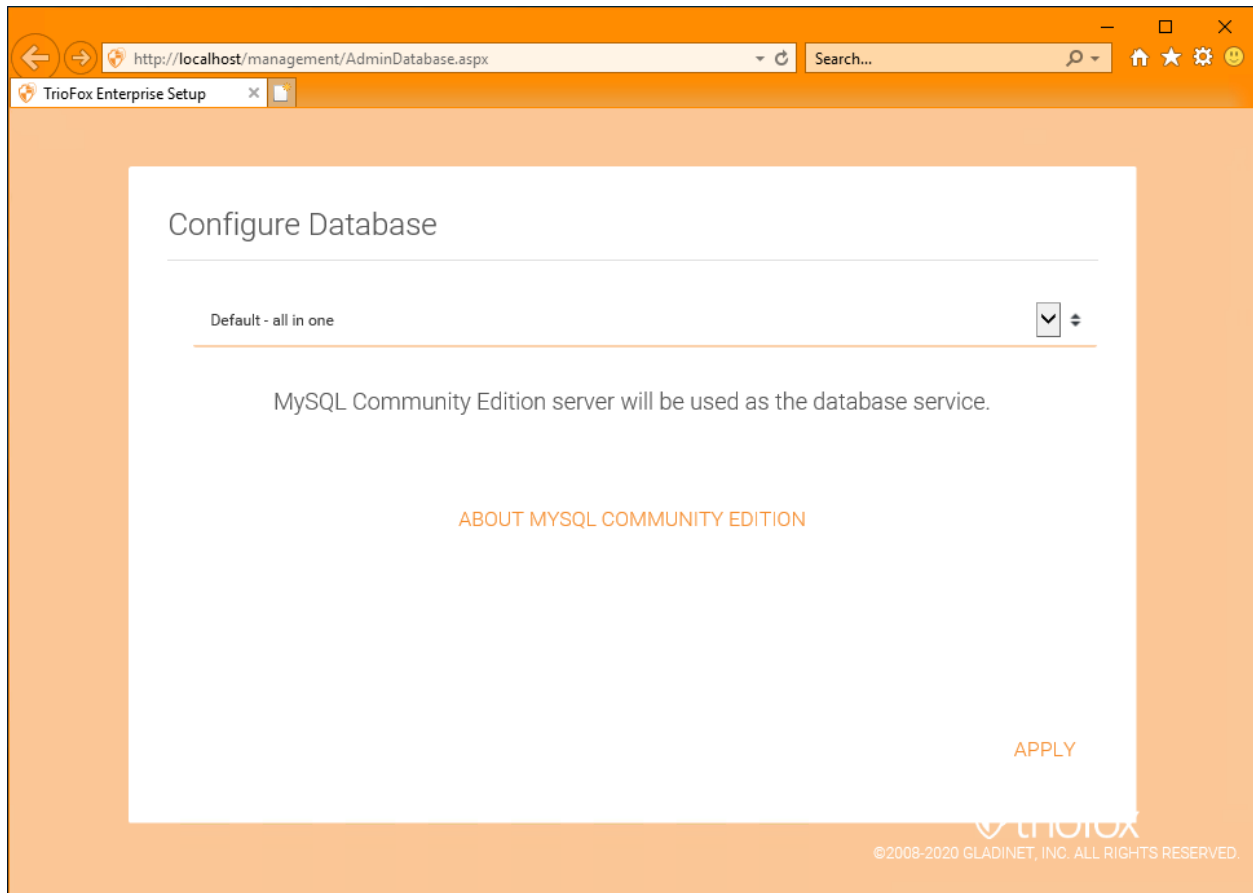 http://localhost/management/AdminDatabase.aspx
Search...
TrioFox Enterprise Setup
Configure Database
Default - all in one
MySQL Community Edition server will be used as the database service.
ABOUT MYSQL COMMUNITY EDITION
APPLY
triofox
©2008-2020 GLADINET, INC. ALL RIGHTS RESERVED.